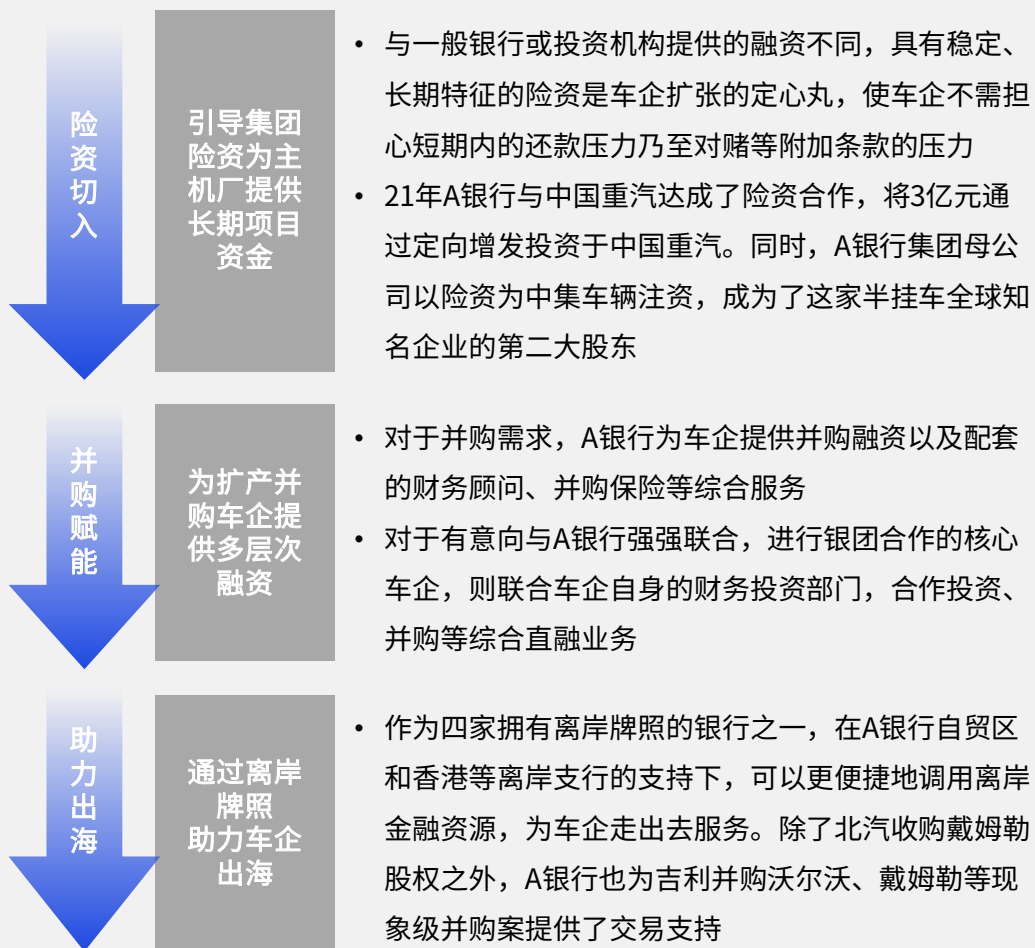 险
资
切
入
引导集团
险资为主
机厂提供
长期项目
资金
• 与一般银行或投资机构提供的融资不同，具有稳定、
长期特征的险资是车企扩张的定心丸，使车企不需担
心短期内的还款压力乃至对赌等附加条款的压力
• 21年A银行与中国重汽达成了险资合作，将3亿元通
过定向增发投资于中国重汽。同时，A银行集团母公
司以险资为中集车辆注资，成为了这家半挂车全球知
名企业的第二大股东
并
购
赋
能
为扩产并
购车企提
供多层次
融资
• 对于并购需求，A银行为车企提供并购融资以及配套
的财务顾问、并购保险等综合服务
• 对于有意向与A银行强强联合，进行银团合作的核心
车企，则联合车企自身的财务投资部门，合作投资、
并购等综合直融业务
助
力
出
海
通过离岸
牌照
助力车企
出海
• 作为四家拥有离岸牌照的银行之一，在A银行自贸区
和香港等离岸支行的支持下，可以更便捷地调用离岸
金融资源，为车企走出去服务。除了北汽收购戴姆勒
股权之外，A银行也为吉利并购沃尔沃、戴姆勒等现
象级并购案提供了交易支持